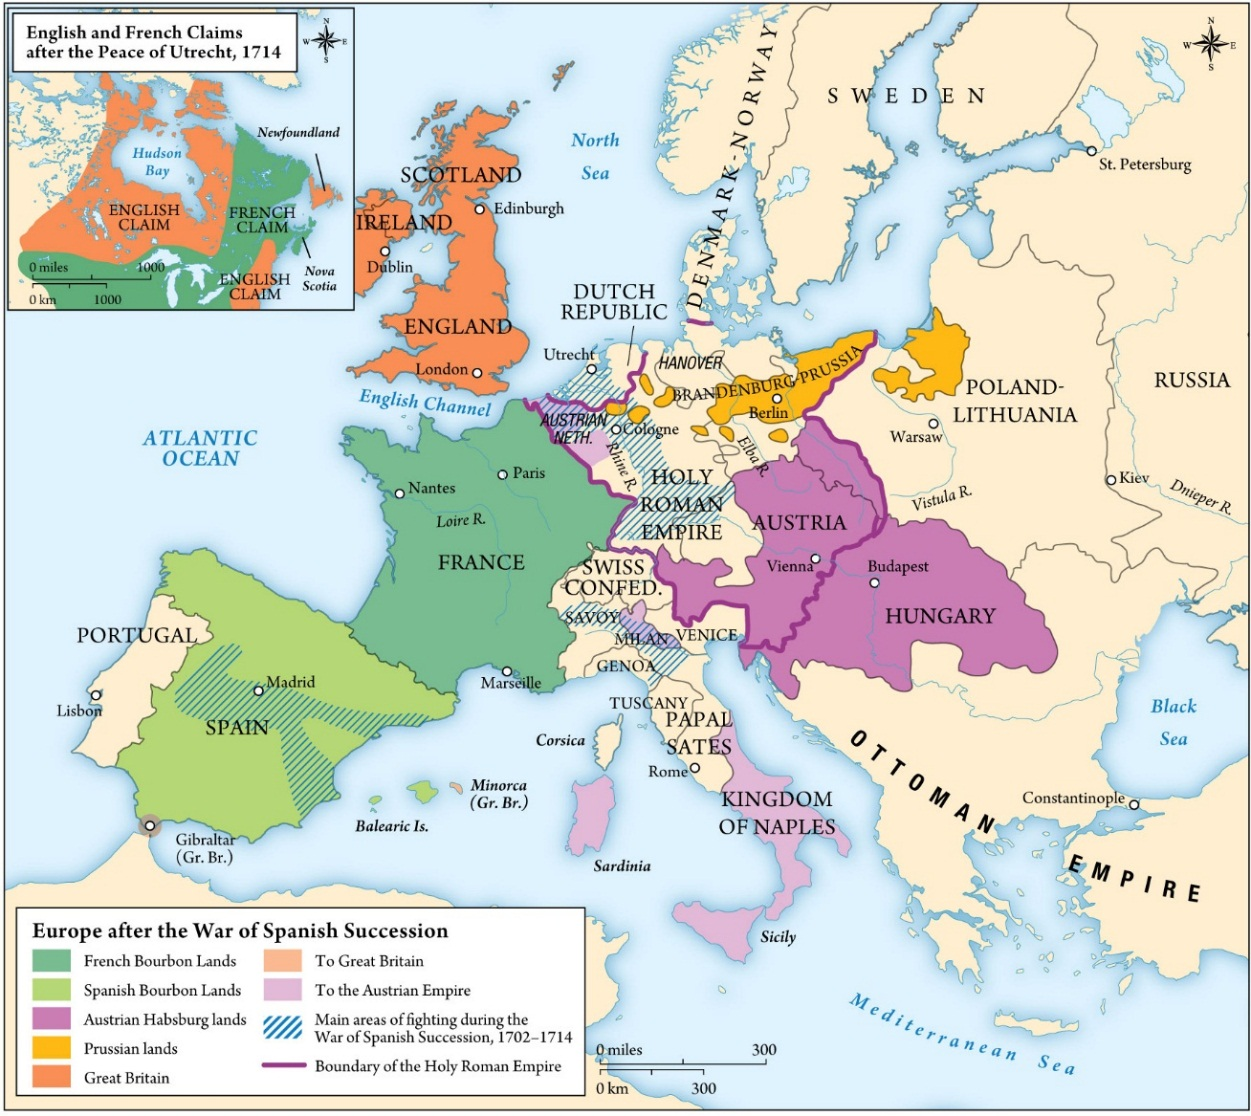 English and French Claims
after the Peace of Utrecht, 1714
N
W
E
S
Newfoundland
Hudson
Bay
ENGLISH
CLAIM
FRENCH
CLAIM
0 miles 1000
0 km 1000
ENGLISH
CLAIM
Nova
Scotia
N
W
E
S
SWEDEN
DENMARK-NORWAY
North
Sea
St. Petersburg
SCOTLAND
Edinburgh
IRELAND
Dublin
DUTCH
REPUBLIC
ENGLAND
London
Utrecht
HANOVER
BRANDENBURG-PRUSSIA
Berlin
POLAND-
LITHUANIA
RUSSIA
English Channel
AUSTRIAN
NETH.
Cologne
Warsaw
ATLANTIC
OCEAN
Rhine R.
Elba R.
Paris
Nantes
Loire R.
HOLY
ROMAN
EMPIRE
Vistula R.
Kiev
Dnieper R.
AUSTRIA
FRANCE
SWISS
CONFED.
Vienna
Budapest
HUNGARY
SAVOY
MILAN
VENICE
GENOA
PORTUGAL
Madrid
Lisbon
SPAIN
Marseille
TUSCANY
PAPAL
SATES
Corsica
Rome
Black
Sea
OTTOMAN
EMPIRE
Constantinople
Minorca
(Gr. Br.)
Balearic Is.
Gibraltar
(Gr. Br.)
KINGDOM
OF NAPLES
Sardinia
Sicily
Mediterranean Sea
Europe after the War of Spanish Succession
French Bourbon Lands
Spanish Bourbon Lands
Austrian Habsburg lands
Prussian lands
Great Britain
To Great Britain
To the Austrian Empire
Main areas of fighting during the
War of Spanish Succession, 1702–1714
Boundary of the Holy Roman Empire
0 miles 300
0 km 300